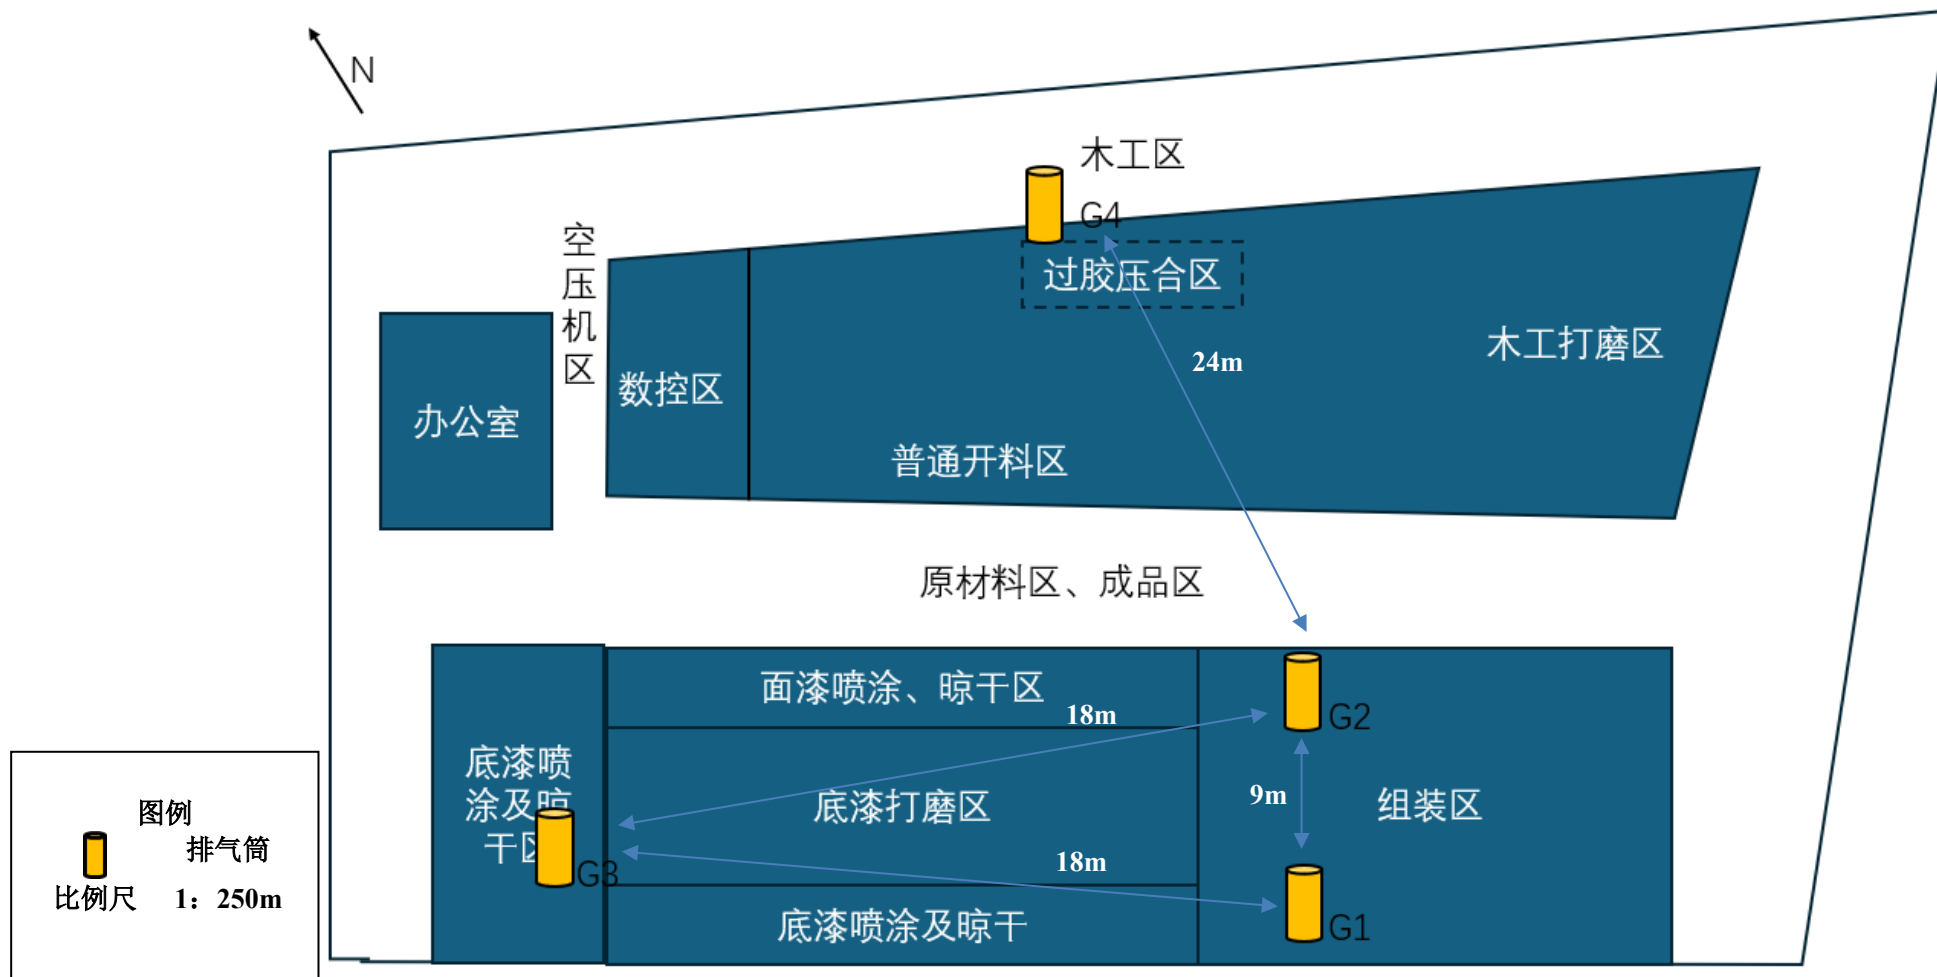 N
木工区
G4
空
压
机
区
过胶压合区
木工打磨区
24m
数控区
办公室
普通开料区
原材料区、成品区
面漆喷涂、晾干区
18m
G2
底漆喷
涂及晾
干区
G3
底漆打磨区
9m
组装区
18m
底漆喷涂及晾干
G1
图例
排气筒
比例尺 1：250m